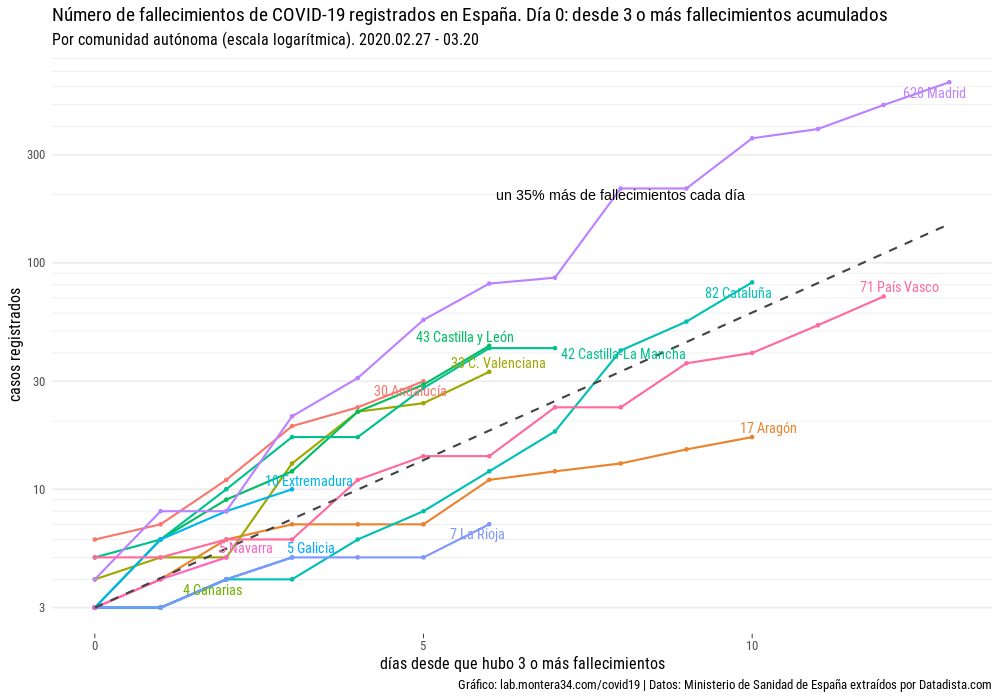 Número de fallecimientos de COVID-19 registrados en España. Día 0: desde 3 o más fallecimientos acumulados
Por comunidad autónoma (escala logarítmica). 2020.02.27 - 03.20
628 Madrid
300
un 35% más de fallecimientos cada día
100
71 País Vasco
82 Cataluña
43 Castilla y León
42 Castilla-La Mancha
33 C. Valenciana
30
30 Andalucía
17 Aragón
10 Extremadura
10
7 La Rioja
5 Navarra
5 Galicia
4 Canarias
3
casos registrados
0
5
10
días desde que hubo 3 o más fallecimientos
Gráfico: lab.montera34.com/covid19 | Datos: Ministerio de Sanidad de España extraídos por Datadista.com